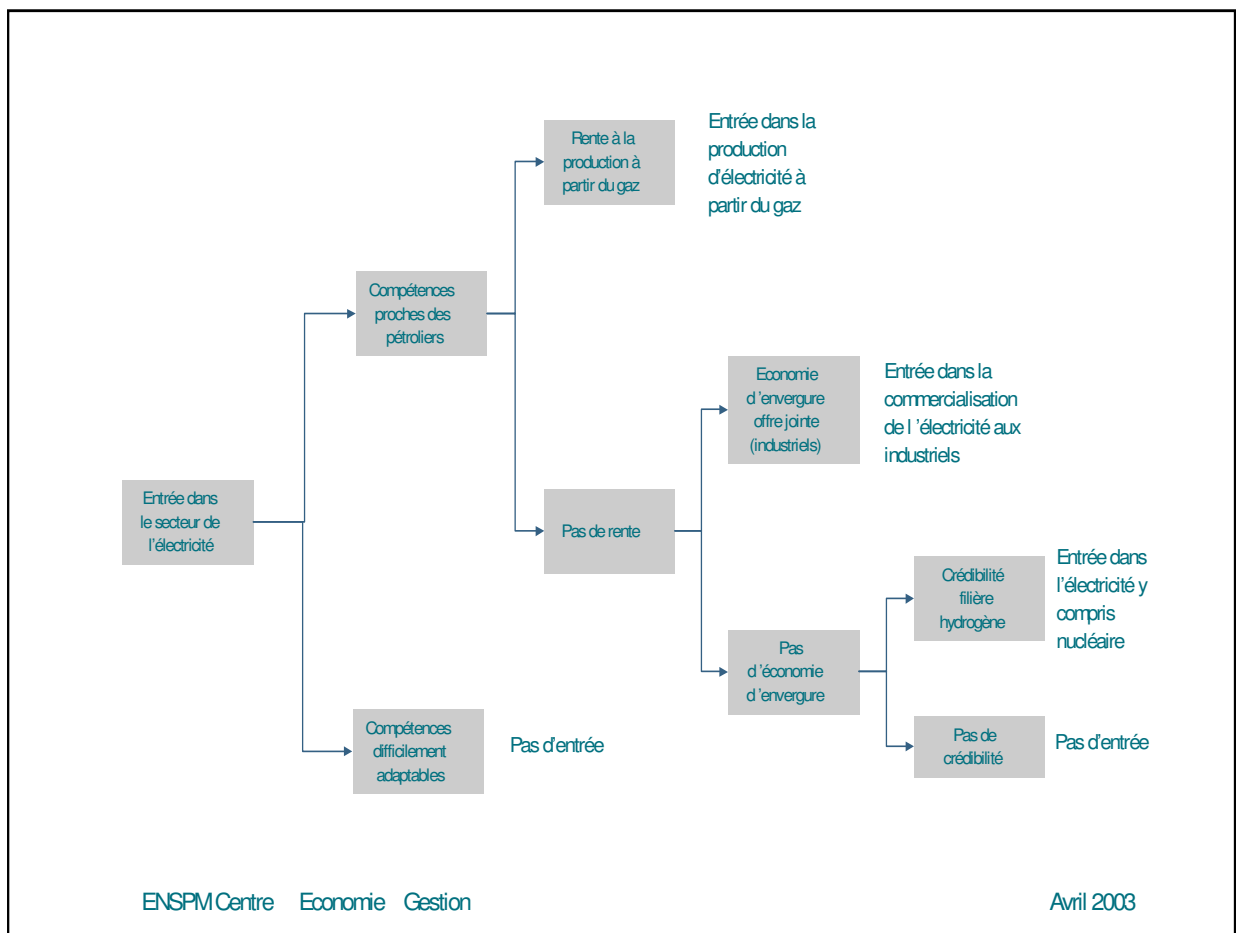 Rente à la
production à
partir du gaz
Entrée dans la
production
d'électricité à
partir du gaz
Compétences
proches des
pétroliers
Economie
d 'envergure
offre jointe
(industriels)
Entrée dans la
commercialisation
de l 'électricité aux
industriels
Entrée dans
le secteur de
l'électricité
Pas de rente
Crédibilité
filière
hydrogène
Entrée dans
l'électricité y
compris
nucléaire
Pas
d 'économie
d 'envergure
Compétences
difficilement
adaptables
Pas d'entrée
Pas de
crédibilité
Pas d'entrée
ENSPM Centre Economie Gestion
Avril 2003